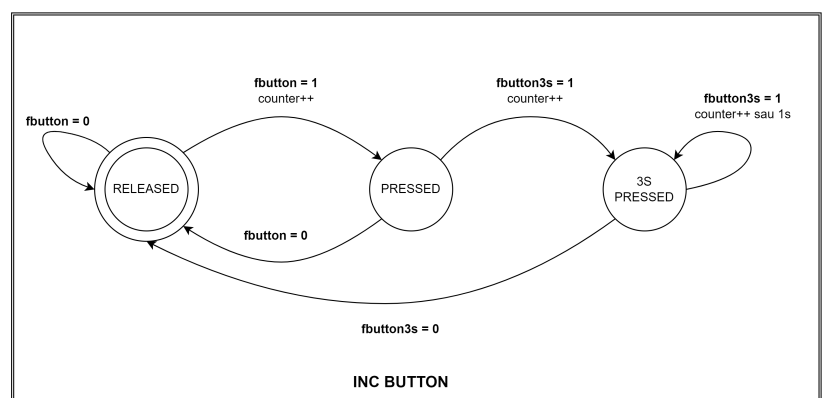 fbutton = 1
counter++
fbutton3s = 1
counter++
fbutton3s = 1
counter++ sau 1s
fbutton = 0
RELEASED
PRESSED
3S
PRESSED
fbutton = 0
fbutton3s = 0
INC BUTTON